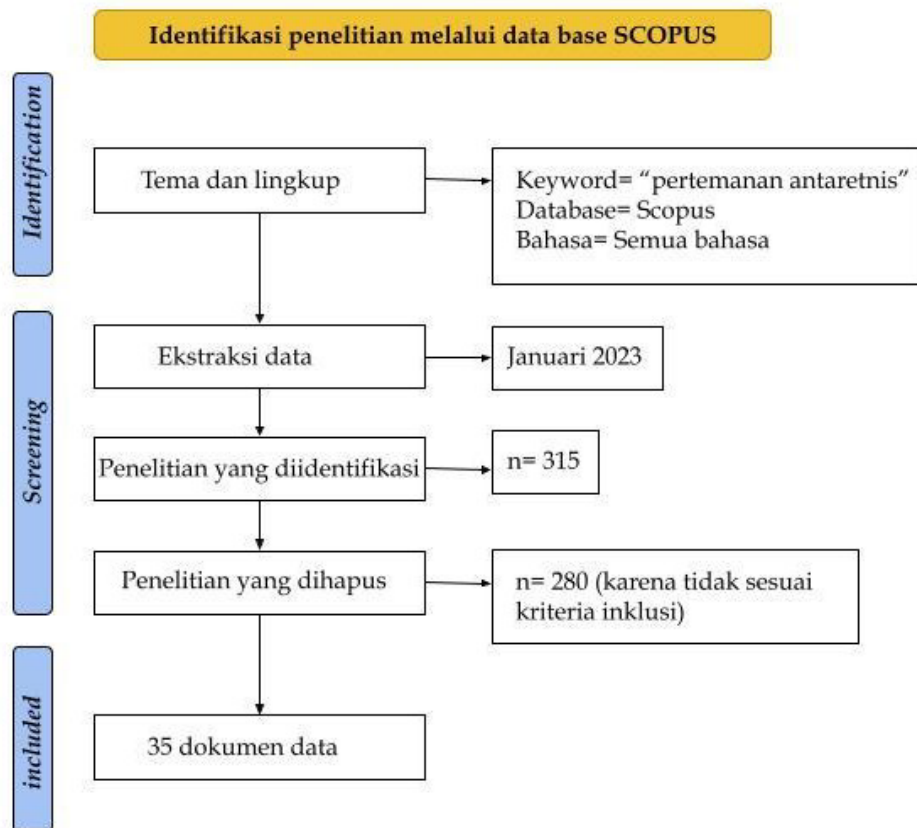 Identifikasi penelitian melalui data base SCOPUS
Identification
Tema dan lingkup
Keyword= “pertemanan antaretnis”
Database= Scopus
Bahasa= Semua bahasa
Screening
Ekstraksi data
Januari 2023
Penelitian yang diidentifikasi
n= 315
Penelitian yang dihapus
n= 280 (karena tidak sesuai
kriteria inklusi)
included
35 dokumen data